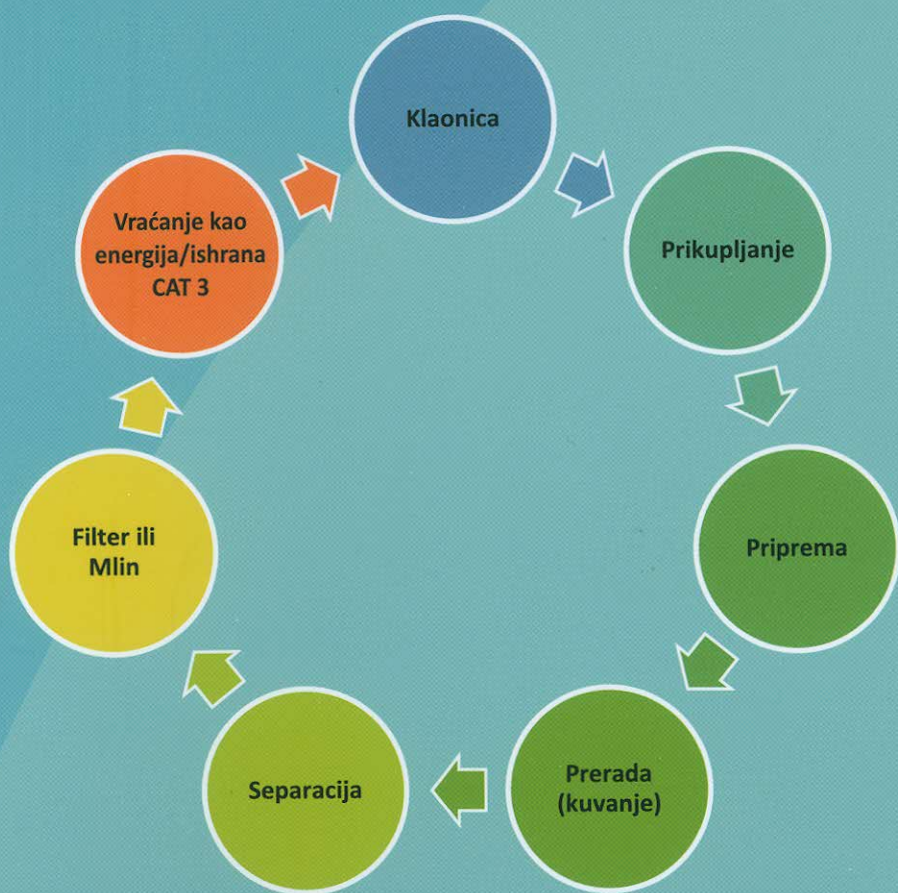 Klaonica
Prikupljanje
Priprema
Prerada
(kuvanje)
Separacija
Filter ili
Mlin
Vraćanje kao
energija/ishrana
CAT 3